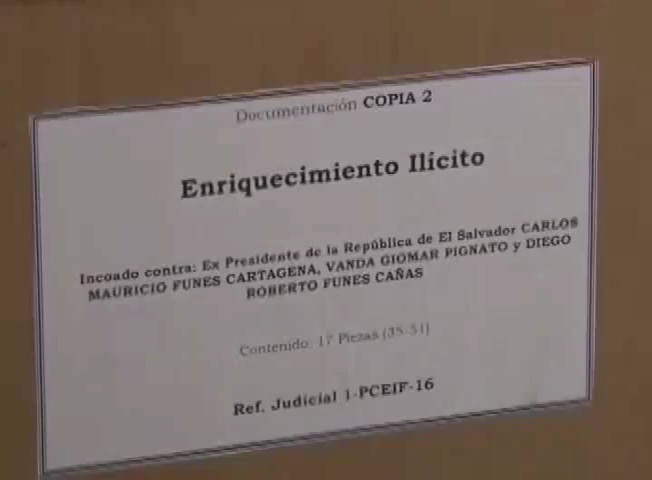 Documentación COPIA 2
Enriquecimiento Ilícito
Incoado contra: Ex Presidente de la República de El Salvador CARLOS
MAURICIO FUNES CARTAGENA, VANDA GIOMAR PIGNATO y DIEGO
ROBERTO FUNES CAÑAS
Contenido: 17 Piezas (35-51)
Ref. Judicial 1-PCEIF-16